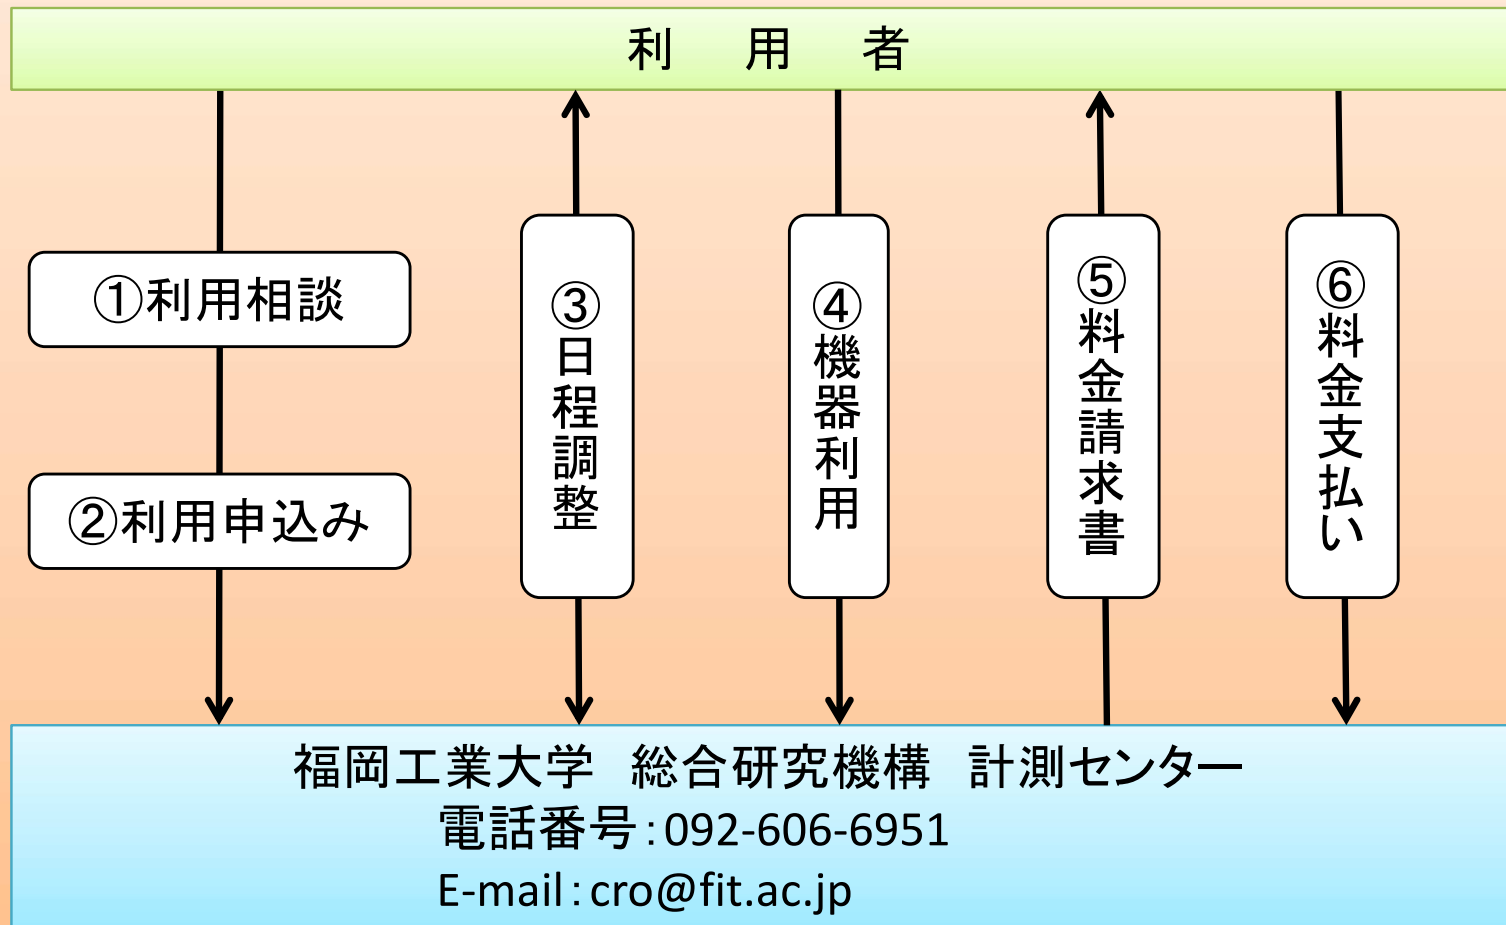 利　用　者
①利用相談
②利用申込み
③日程調整
④機器利用
⑤料金請求書
⑥料金支払い
福岡工業大学　総合研究機構　計測センター
電話番号：092-606-6951
E-mail：cro@fit.ac.jp